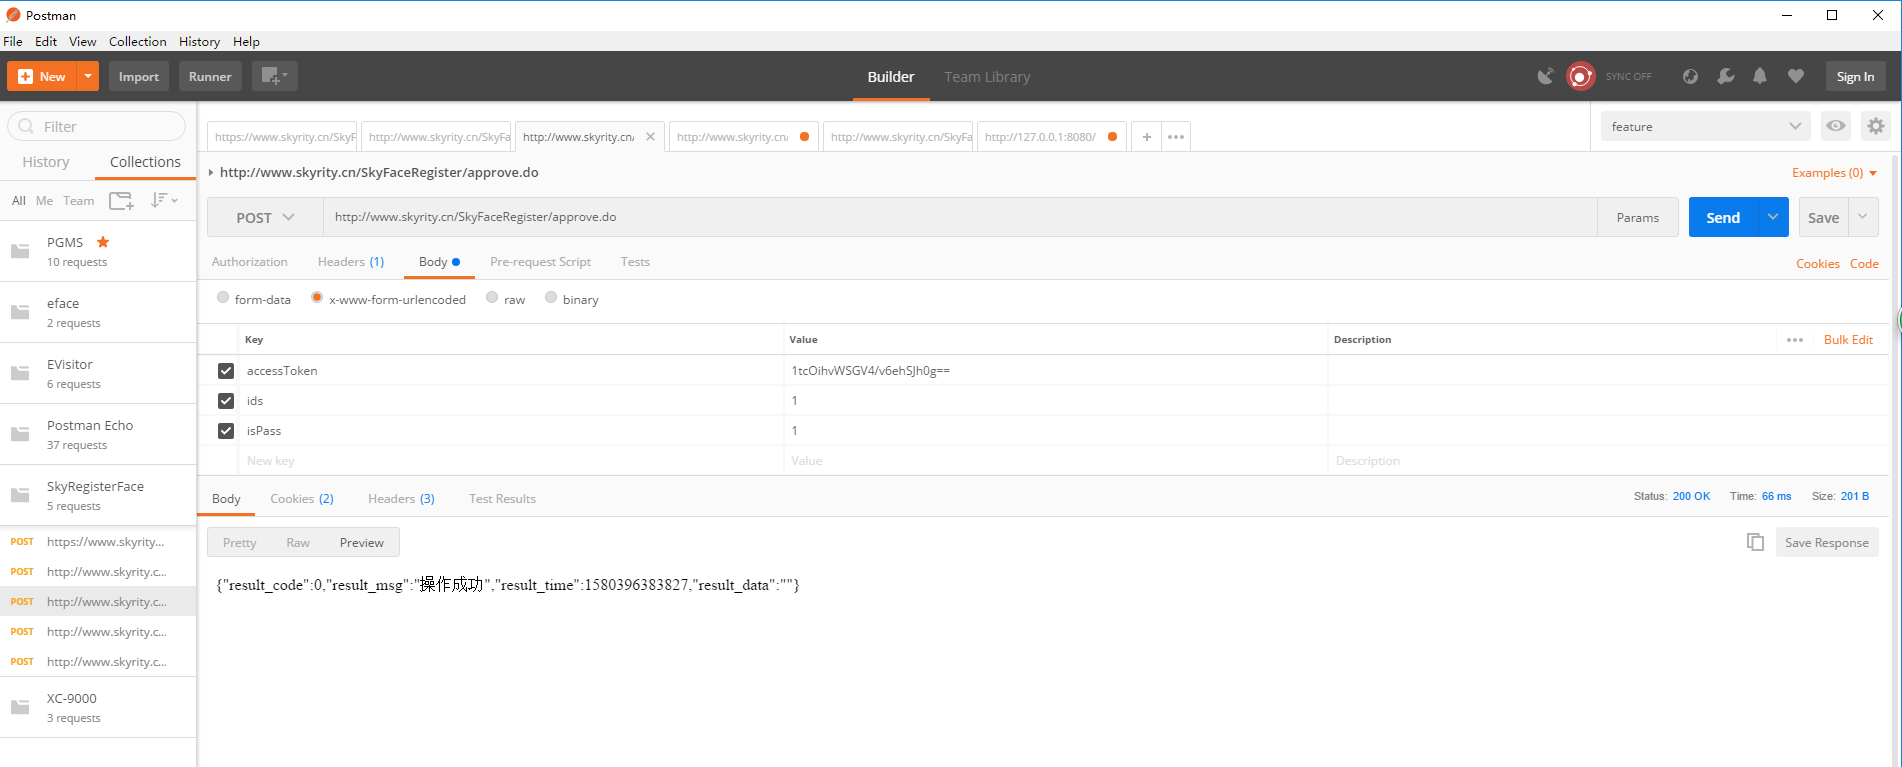 Postman
File Edit View Collection History Help
New Import Runner Builder Team Library SYNC OFF Sign In
Filter
History Collections
All Me Team
PGMS
10 requests
eface
2 requests
EVisitor
6 requests
Postman Echo
37 requests
SkyRegisterFace
5 requests
POST https://www.skyrity...
POST http://www.skyrity.c...
POST http://www.skyrity.c...
POST http://www.skyrity.c...
POST http://www.skyrity.c...
XC-9000
3 requests
https://www.skyrity.cn/SkyF http://www.skyrity.cn/SkyFa http://www.skyrity.cn/ http://www.skyrity.cn/ http://www.skyrity.cn/SkyFa http://127.0.0.1:8080/ + •••
feature
http://www.skyrity.cn/SkyFaceRegister/approve.do Examples (0)
POST http://www.skyrity.cn/SkyFaceRegister/approve.do Params Send Save
Authorization Headers (1) Body Pre-request Script Tests Cookies Code
form-data x-www-form-urlencoded raw binary
Key Value Description ••• Bulk Edit
accessToken 1tcOihvWSGV4/v6ehSJh0g==
ids 1
isPass 1
New key Value Description
Body Cookies (2) Headers (3) Test Results Status: 200 OK Time: 66 ms Size: 201 B
Pretty Raw Preview Save Response
{"result_code":0,"result_msg":"操作成功","result_time":1580396383827,"result_data":""}